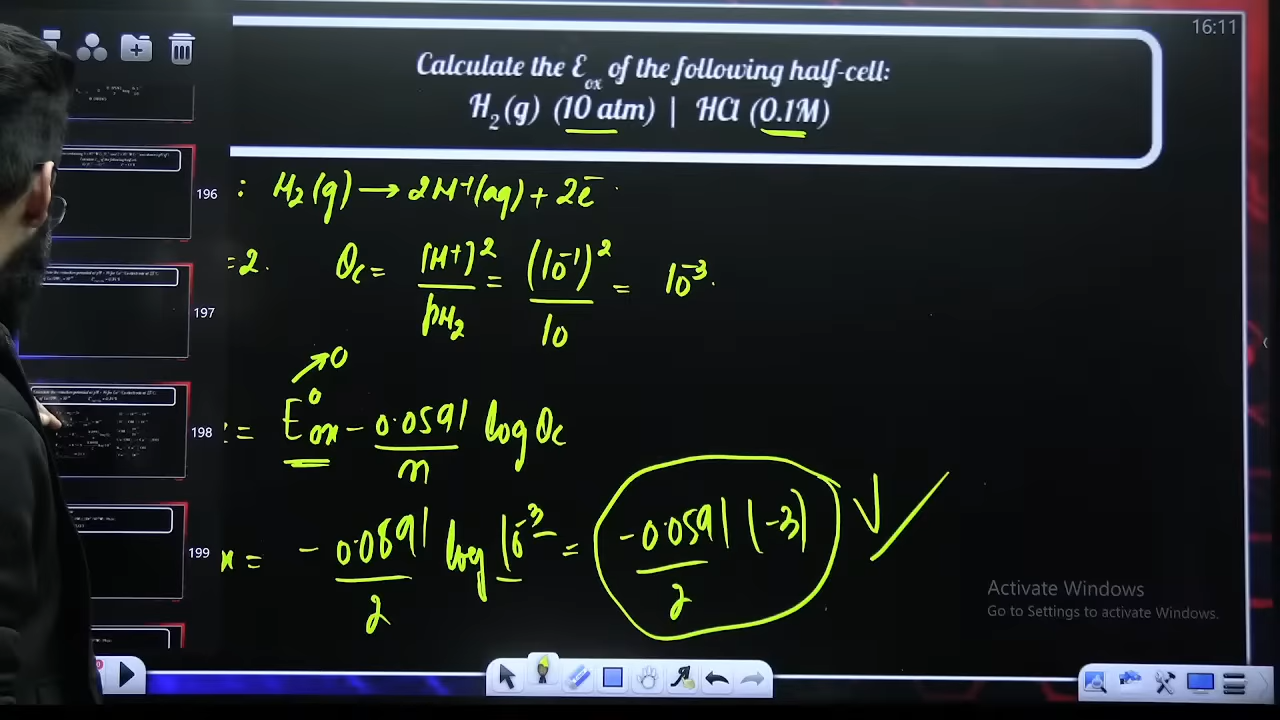 16:11
Calculate the Ɛox of the following half-cell:
H₂(g) (10 atm) | HCl (0.1M)
: H₂(g) → 2H+(aq) + 2e⁻
=2. Qc = [H+]² / pH₂ = (10⁻¹)² / 10 = 10⁻³.
= E⁰ox → 0 - 0.0591 / n log Qc
x = - 0.0591 / 2 log 10⁻³ = - 0.0591 / 2 (-3)
196
197
198
199
Activate Windows
Go to Settings to activate Windows.